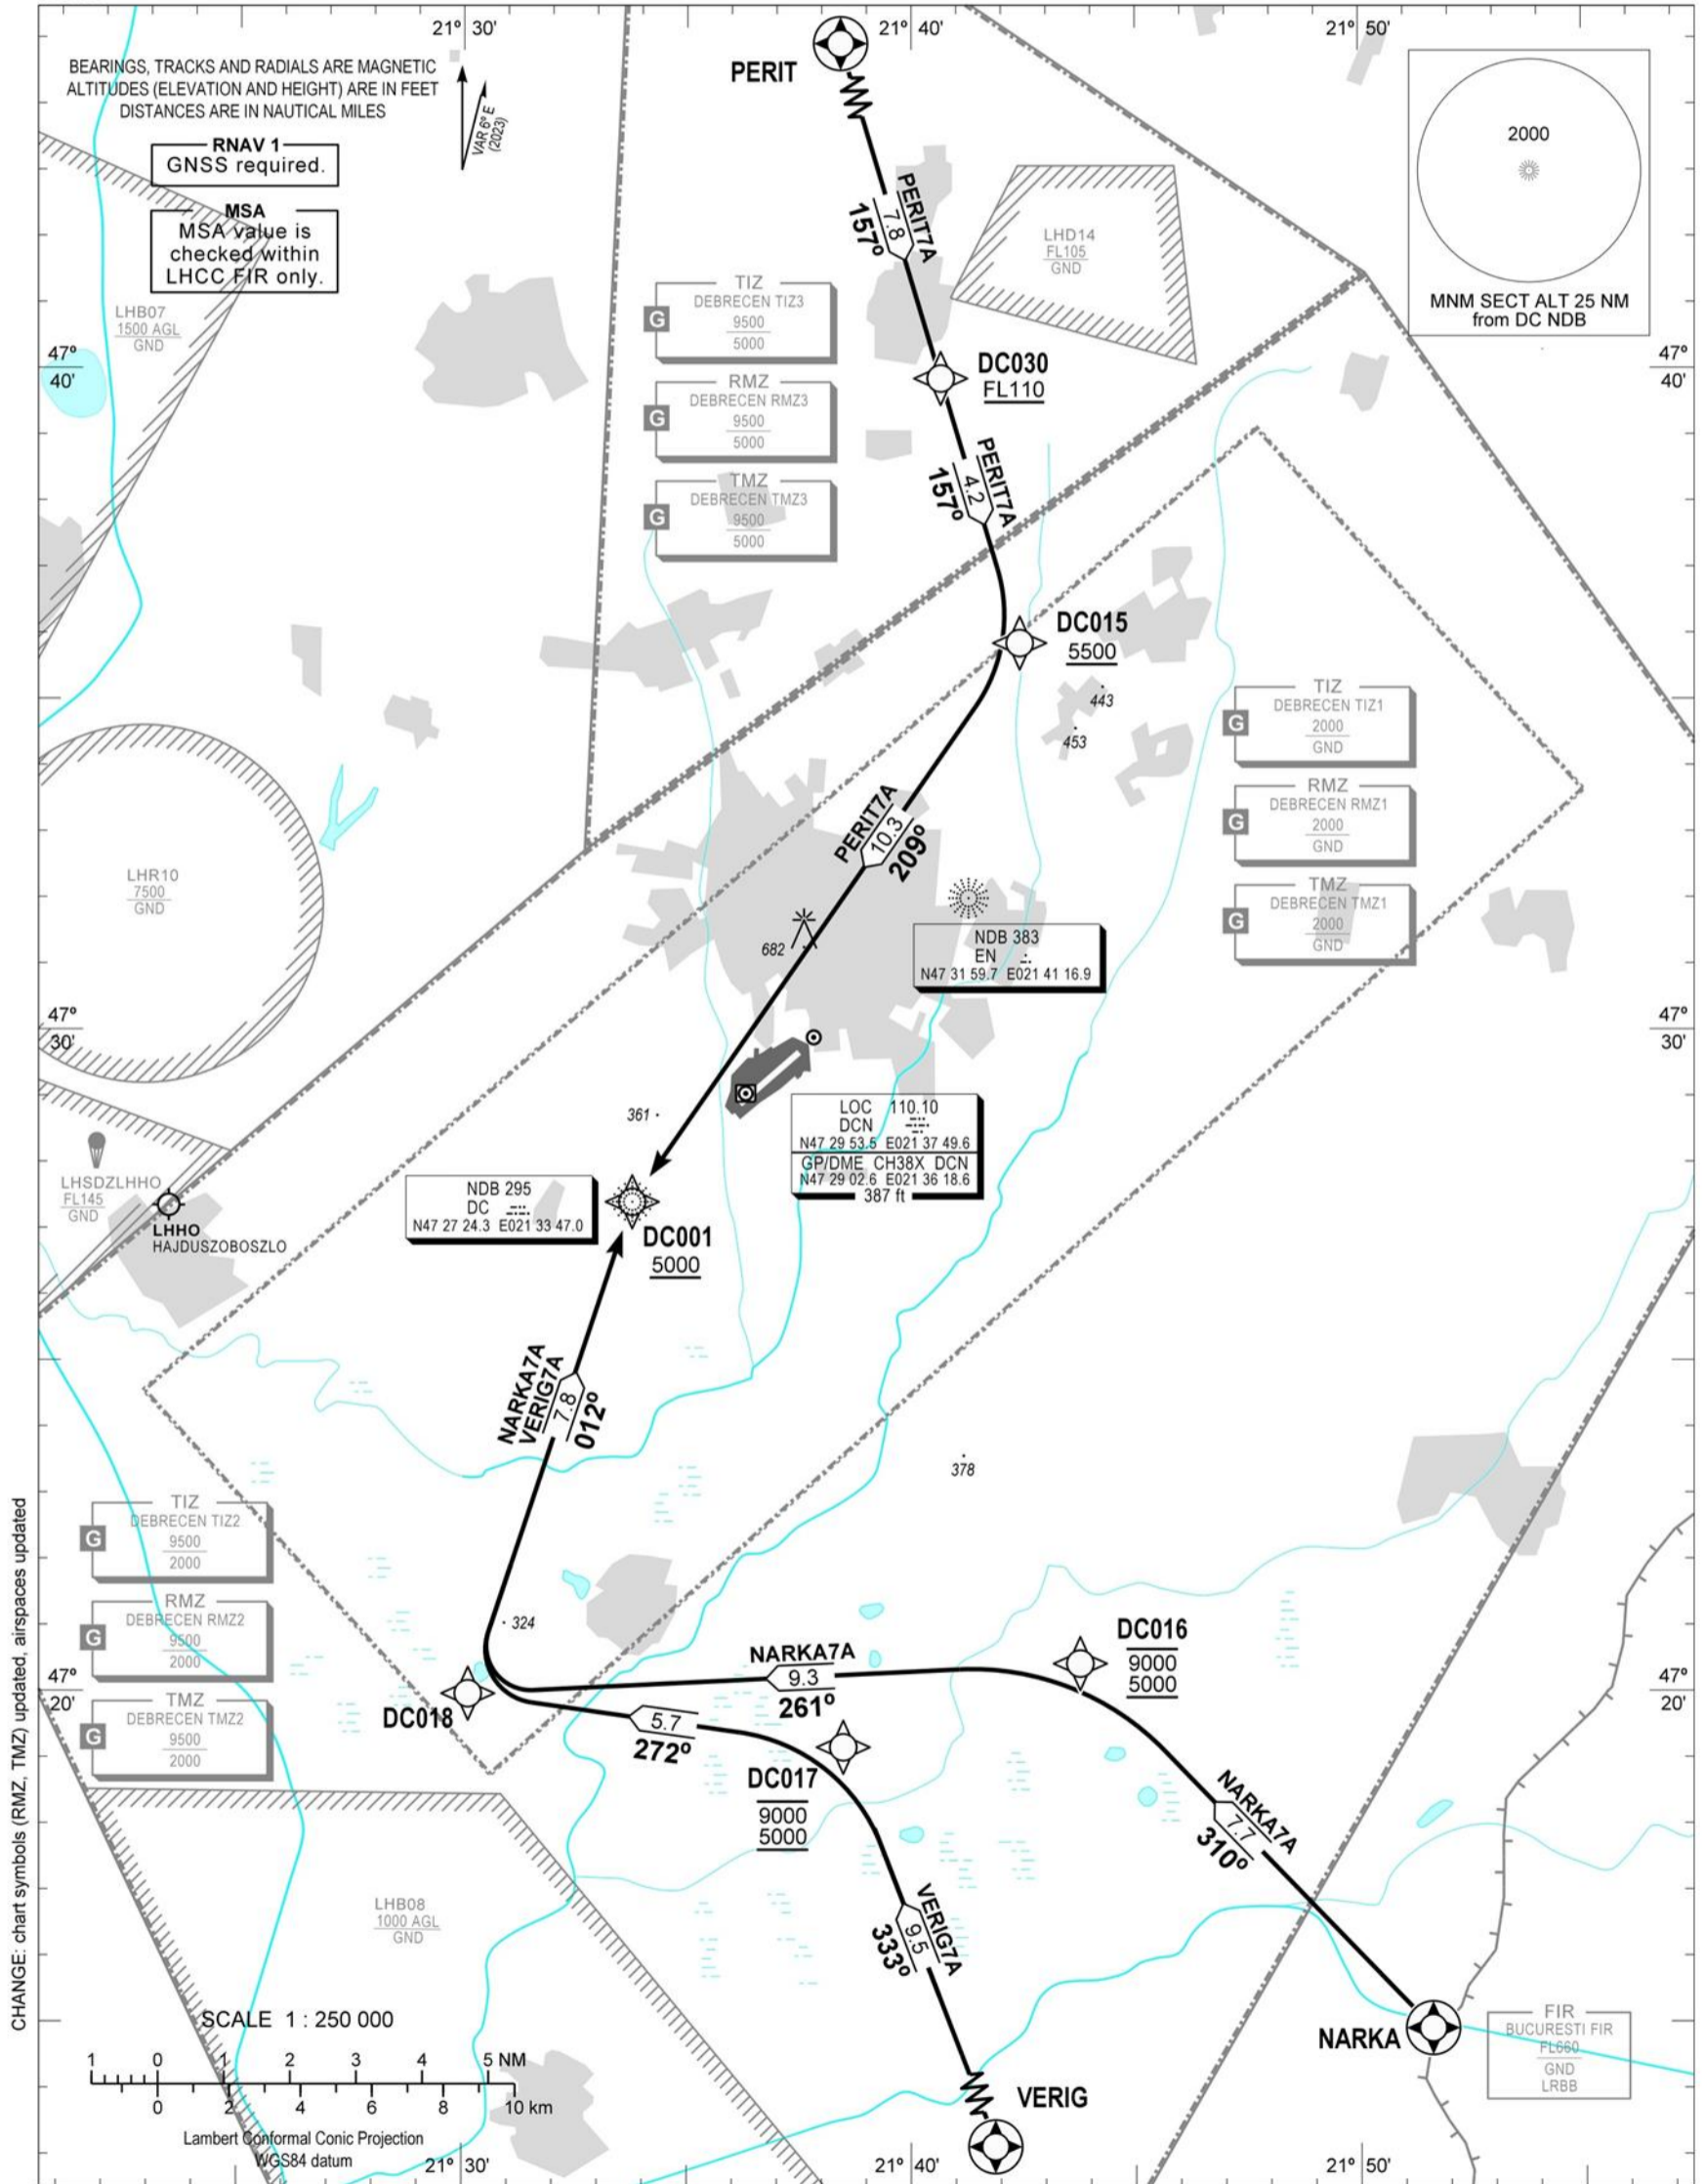 21° 30'
21° 40'
21° 50'
BEARINGS, TRACKS AND RADIALS ARE MAGNETIC
ALTITUDES (ELEVATION AND HEIGHT) ARE IN FEET
DISTANCES ARE IN NAUTICAL MILES
VAR 6° E
(2023)
RNAV 1
GNSS required.
MSA
MSA value is
checked within
LHCC FIR only.
PERIT
2000
MNM SECT ALT 25 NM
from DC NDB
PERIT7A
7.8
157°
LHD14
FL105
GND
LHB07
1500 AGL
GND
TIZ
DEBRECEN TIZ3
9500
5000
G
RMZ
DEBRECEN RMZ3
9500
5000
G
TMZ
DEBRECEN TMZ3
9500
5000
G
47°
40'
47°
40'
DC030
FL110
PERIT7A
4.2
157°
DC015
5500
443
453
TIZ
DEBRECEN TIZ1
2000
GND
G
RMZ
DEBRECEN RMZ1
2000
GND
G
TMZ
DEBRECEN TMZ1
2000
GND
G
PERIT7A
10.3
209°
LHR10
7500
GND
682
NDB 383
EN
N47 31 59.7 E021 41 16.9
47°
30'
47°
30'
361
LOC 110.10
DCN
N47 29 53.5 E021 37 49.6
GP/DME CH38X DCN
N47 29 02.6 E021 36 18.6
387 ft
LHSDZLHHO
FL145
GND
LHHO
HAJDUSZOBOSZLO
NDB 295
DC
N47 27 24.3 E021 33 47.0
DC001
5000
NARKA7A
VERIG7A
7.8
012°
378
TIZ
DEBRECEN TIZ2
9500
2000
G
RMZ
DEBRECEN RMZ2
9500
2000
G
TMZ
DEBRECEN TMZ2
9500
2000
G
324
47°
20'
47°
20'
DC018
NARKA7A
9.3
261°
DC016
9000
5000
5.7
272°
DC017
9000
5000
NARKA7A
7.7
310°
VERIG7A
9.5
333°
LHB08
1000 AGL
GND
NARKA
FIR
BUCURESTI FIR
FL660
GND
LRBB
VERIG
SCALE 1 : 250 000
1 0 1 2 3 4 5 NM
0 2 4 6 8 10 km
Lambert Conformal Conic Projection
WGS84 datum
21° 30'
21° 40'
21° 50'
CHANGE: chart symbols (RMZ, TMZ) updated, airspaces updated